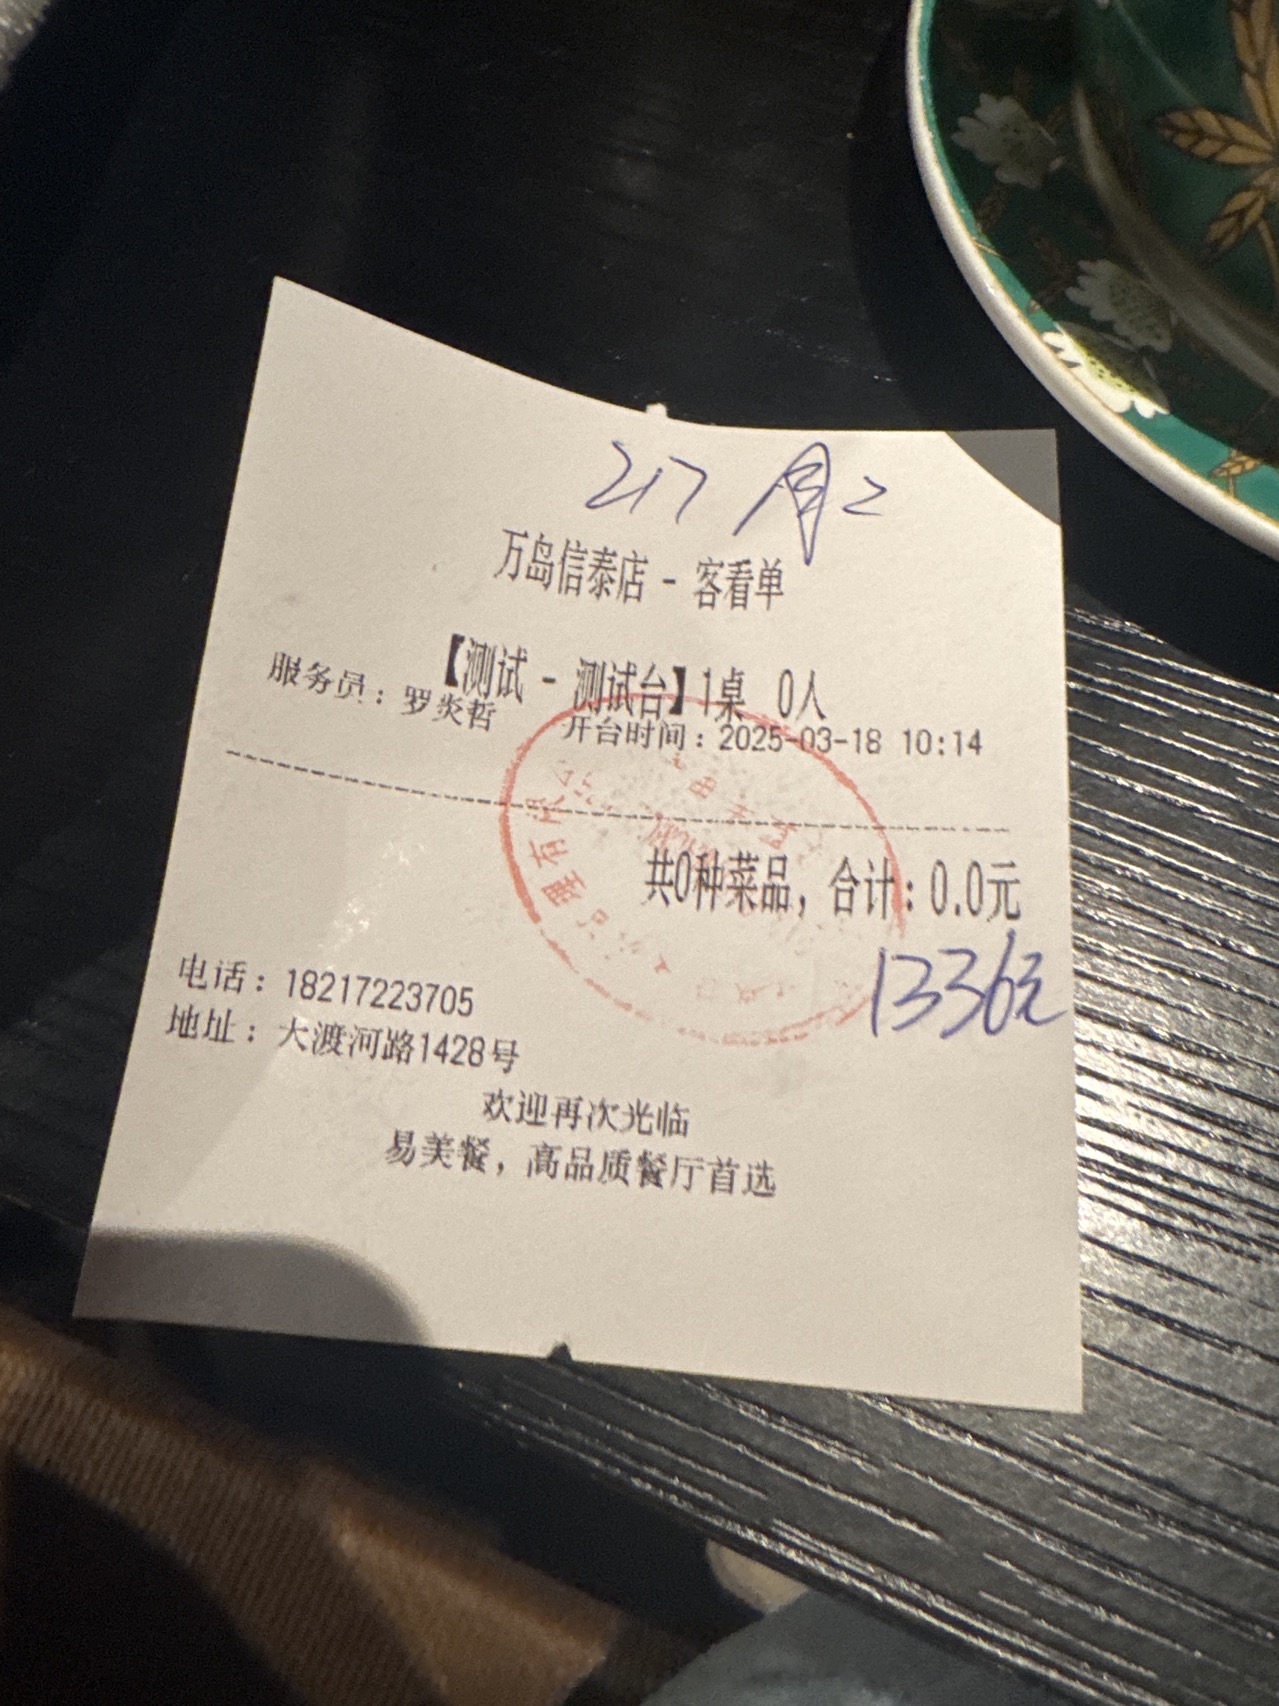 217
万岛信泰店 - 客看单
【测试 - 测试台】1桌 0人
服务员：罗炎哲 开台时间：2025-03-18 10:14
共0种菜品，合计：0.0元
1336元
电话：18217223705
地址：大渡河路1428号
欢迎再次光临
易美餐，高品质餐厅首选
理有限公